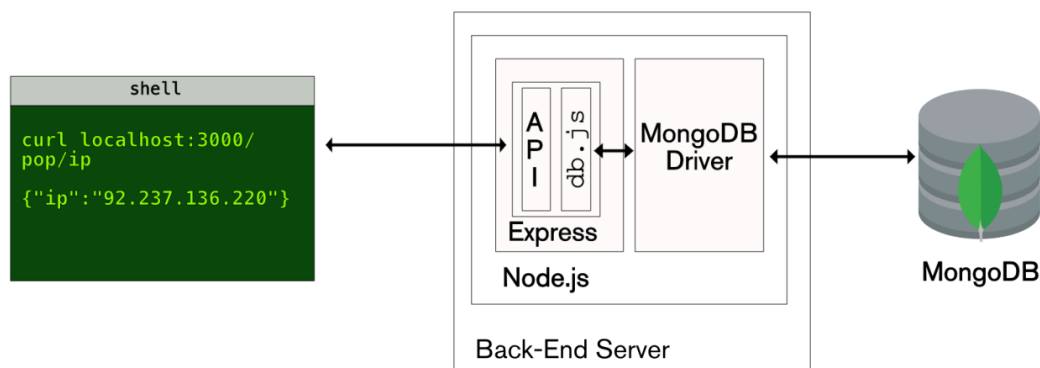 shell
curl localhost:3000/
pop/ip
{"ip":"92.237.136.220"}
API
db.js
Express
MongoDB
Driver
Node.js
Back-End Server
MongoDB